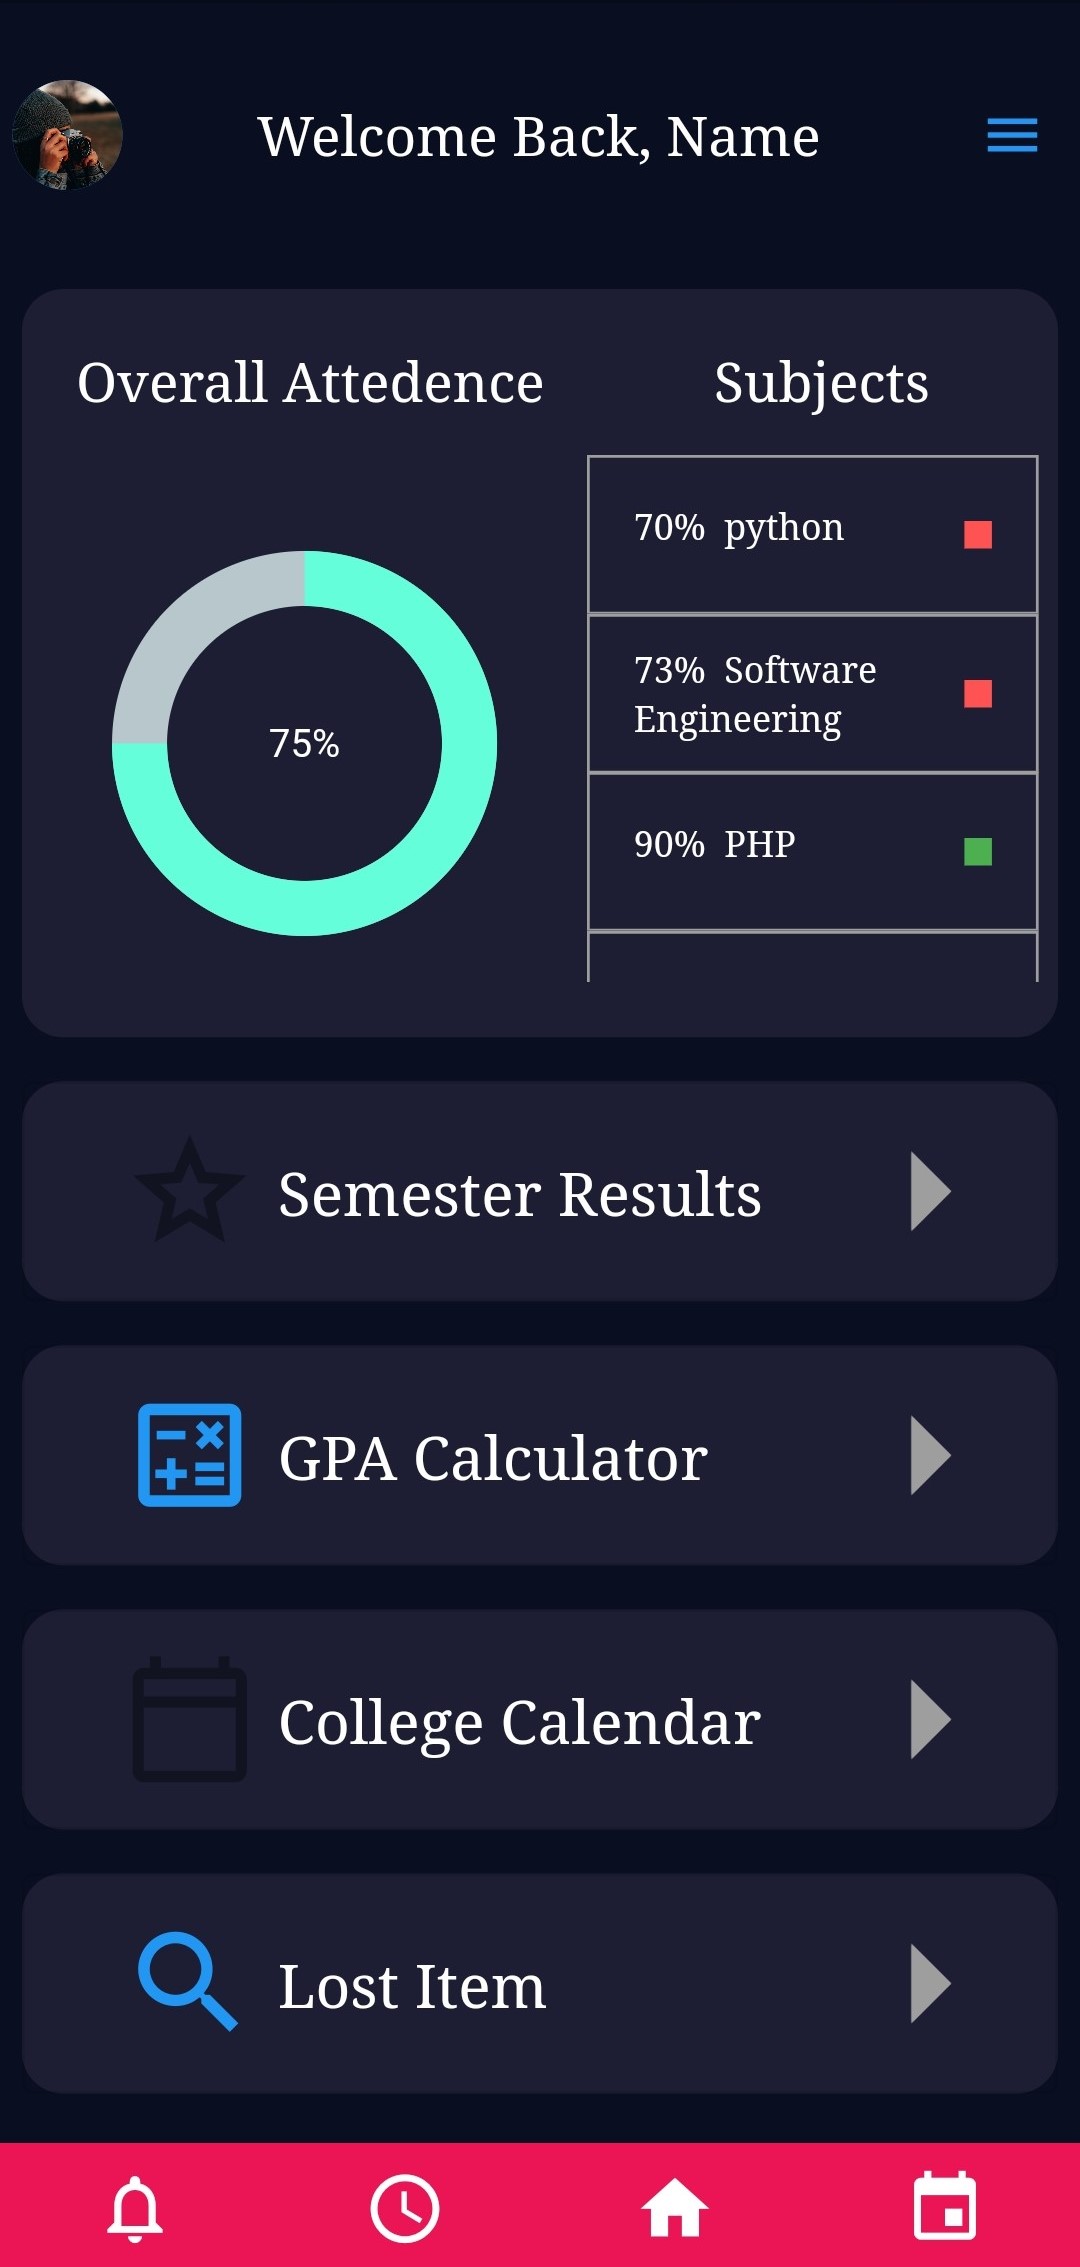 Welcome Back, Name
Overall Attedence
Subjects
75%
70% python
73% Software
Engineering
90% PHP
Semester Results
GPA Calculator
College Calendar
Lost Item